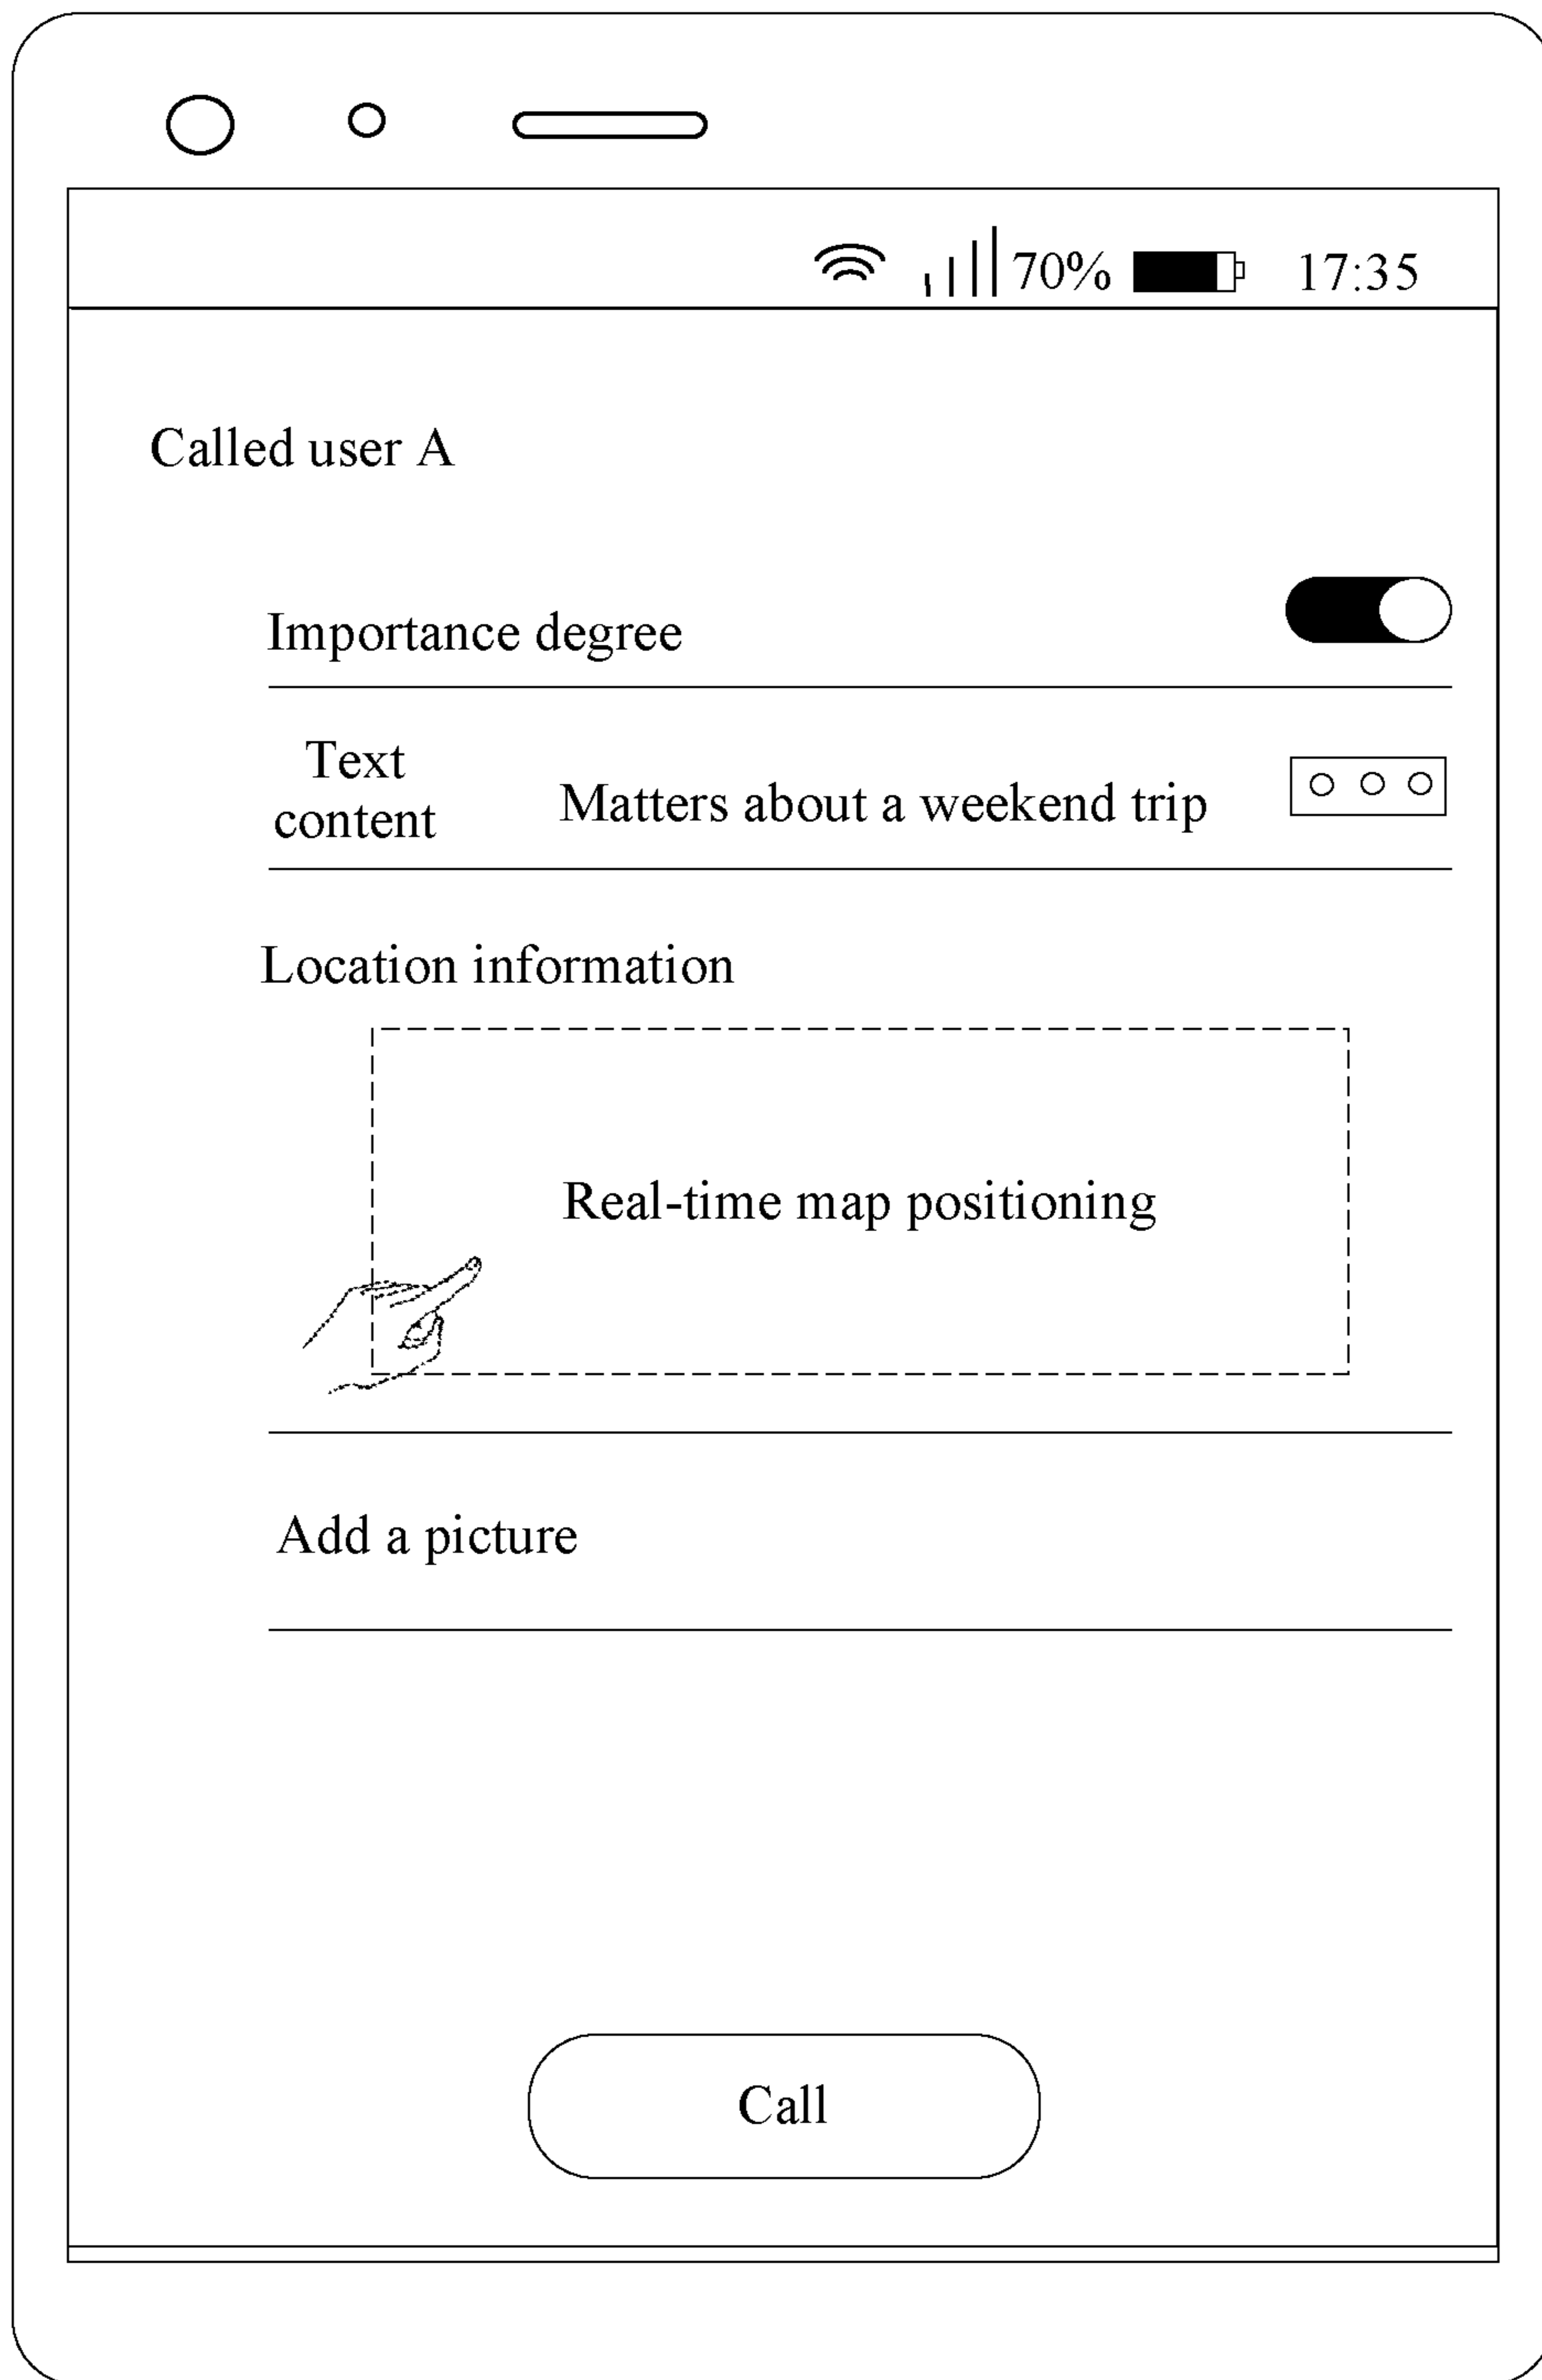 70% 17:35
Called user A
Importance degree
Text
content
Matters about a weekend trip
Location information
Real-time map positioning
Add a picture
Call